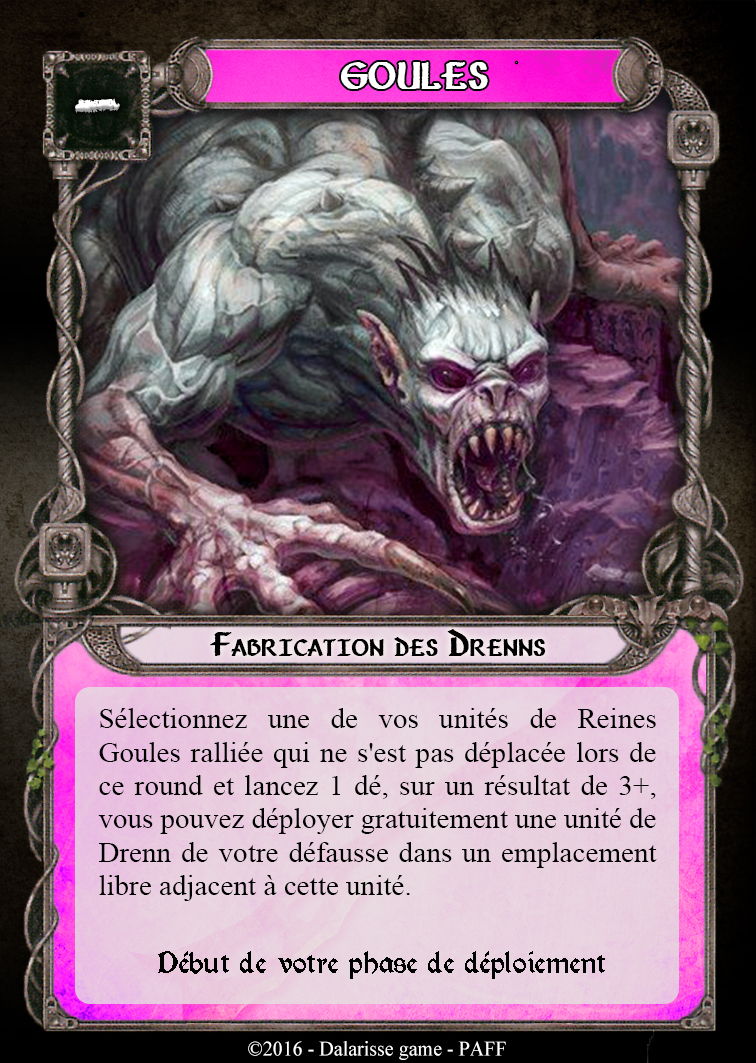 -
GOULES
Fabrication des Drenns
Sélectionnez une de vos unités de Reines
Goules ralliée qui ne s'est pas déplacée lors de
ce round et lancez 1 dé, sur un résultat de 3+,
vous pouvez déployer gratuitement une unité de
Drenn de votre défausse dans un emplacement
libre adjacent à cette unité.
Début de votre phase de déploiement
©2016 - Dalarisse game - PAFF